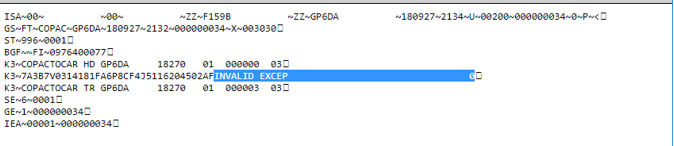 ISA~00~          ~00~          ~ZZ~F159B          ~ZZ~GP6DA          ~180927~2134~U~00200~000000034~0~P~<
GS~FT~COPAC~GP6DA~180927~2132~000000034~X~003030
ST~996~0001
BGF~~FI~0976400077
K3~COPACTOCAR HD GP6DA     18270   01  000000  03
K3~7A3B7V0314181FA6P8CF4J5116204502AFINVALID EXCEP                              0
K3~COPACTOCAR TR GP6DA     18270   01  000003  03
SE~6~0001
GE~1~000000034
IEA~00001~000000034